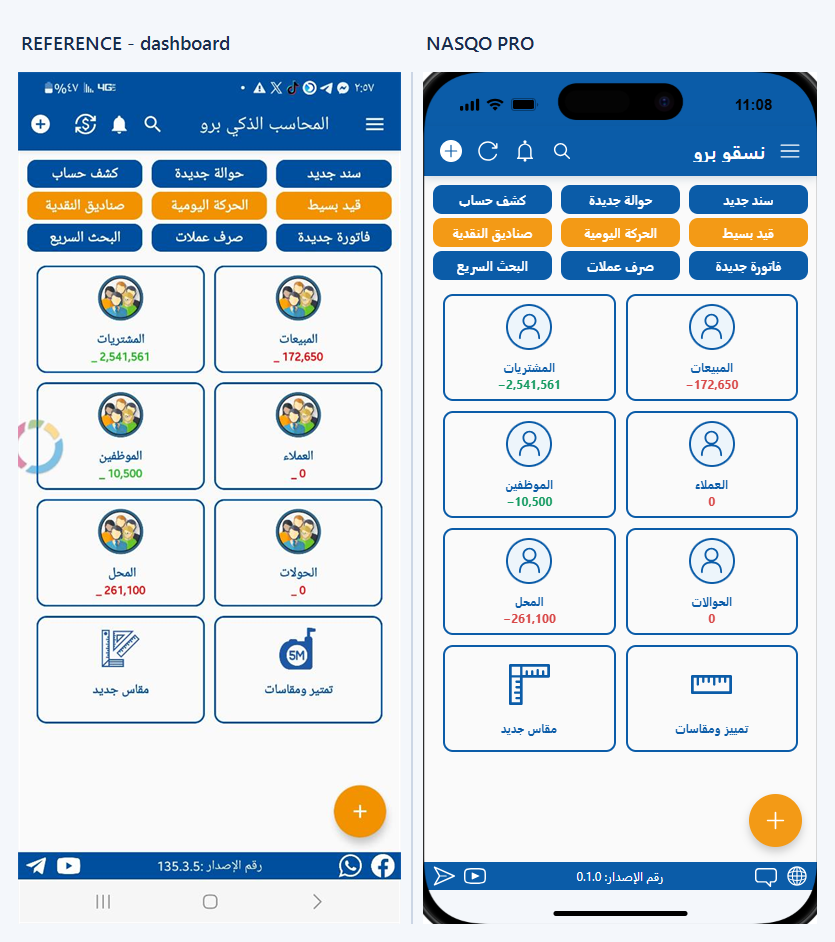 REFERENCE - dashboard
٢:٥٧
4G
%٤٧
المحاسب الذكي برو
سند جديد
حوالة جديدة
كشف حساب
قيد بسيط
الحركة اليومية
صناديق النقدية
فاتورة جديدة
صرف عملات
البحث السريع
المبيعات
172,650 _
المشتريات
2,541,561 _
العملاء
0 _
الموظفين
10,500 _
الحولات
0 _
المحل
261,100 _
5M
تمتير ومقاسات
مقاس جديد
+
رقم الإصدار :135.3.5
NASQO PRO
11:08
نسقو برو
سند جديد
حوالة جديدة
كشف حساب
قيد بسيط
الحركة اليومية
صناديق النقدية
فاتورة جديدة
صرف عملات
البحث السريع
المبيعات
−172,650
المشتريات
−2,541,561
العملاء
0
الموظفين
−10,500
الحوالات
0
المحل
−261,100
تمييز ومقاسات
مقاس جديد
+
رقم الإصدار: 0.1.0